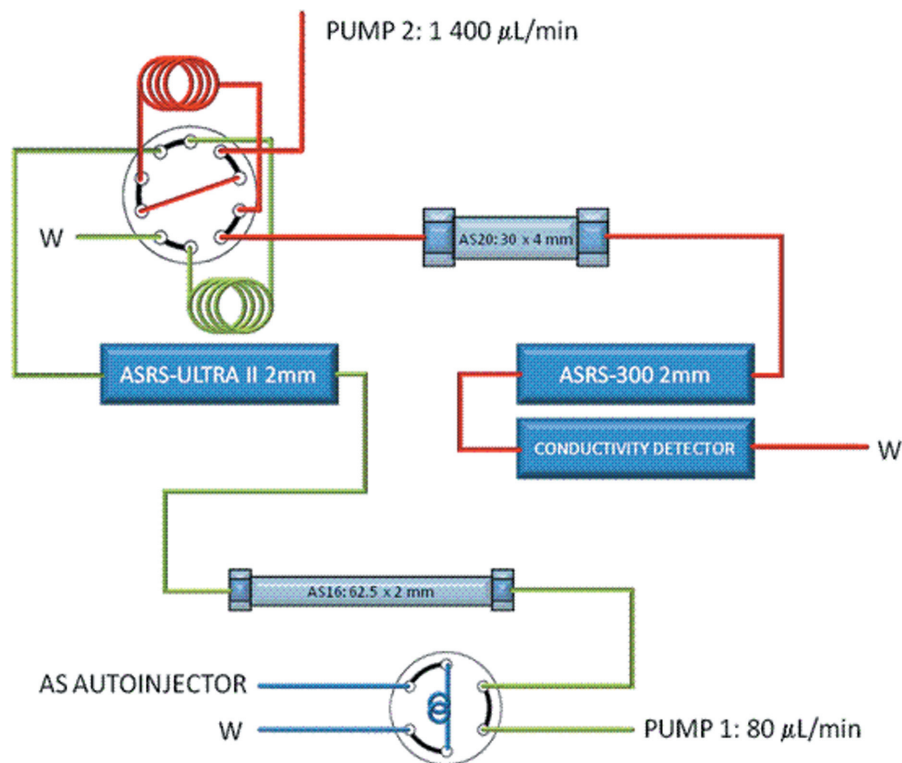 PUMP 2: 1 400 μL/min
W
AS20: 30 x 4 mm
ASRS-ULTRA II 2mm
ASRS-300 2mm
CONDUCTIVITY DETECTOR
W
AS16: 62.5 x 2 mm
AS AUTOINJECTOR
W
PUMP 1: 80 μL/min